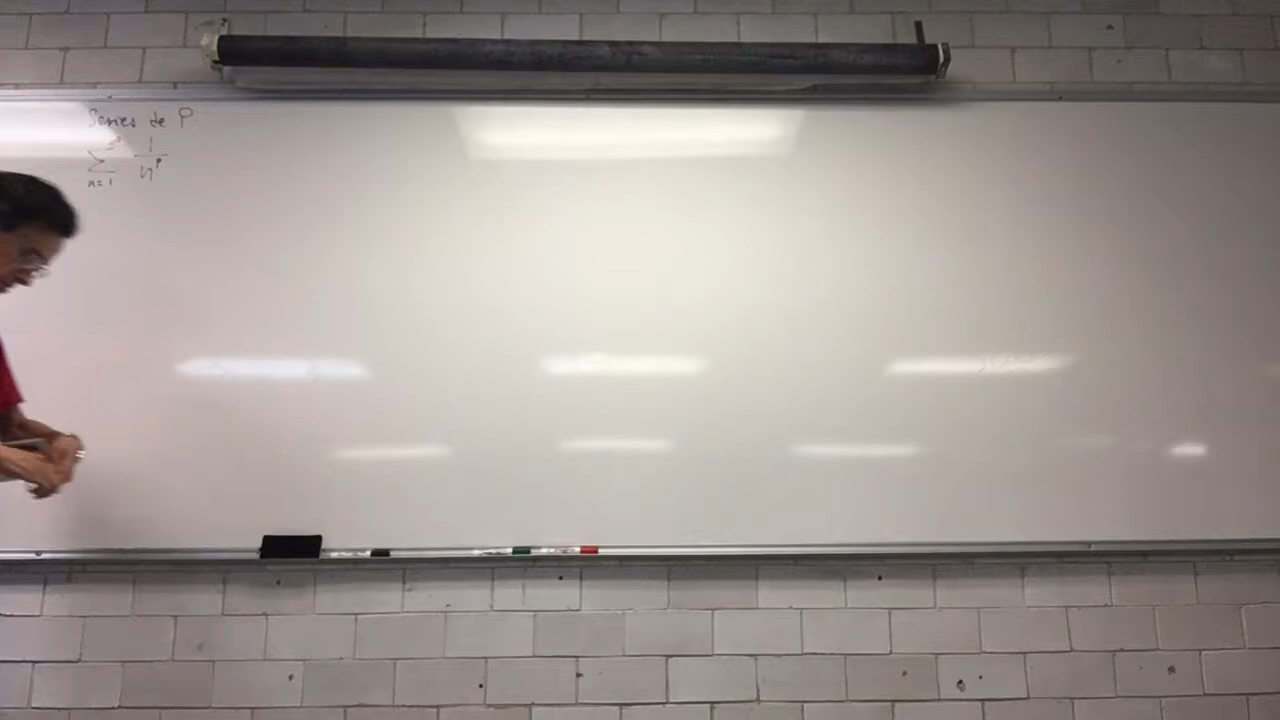 Series de P
∞ 1
∑ n^p
n=1